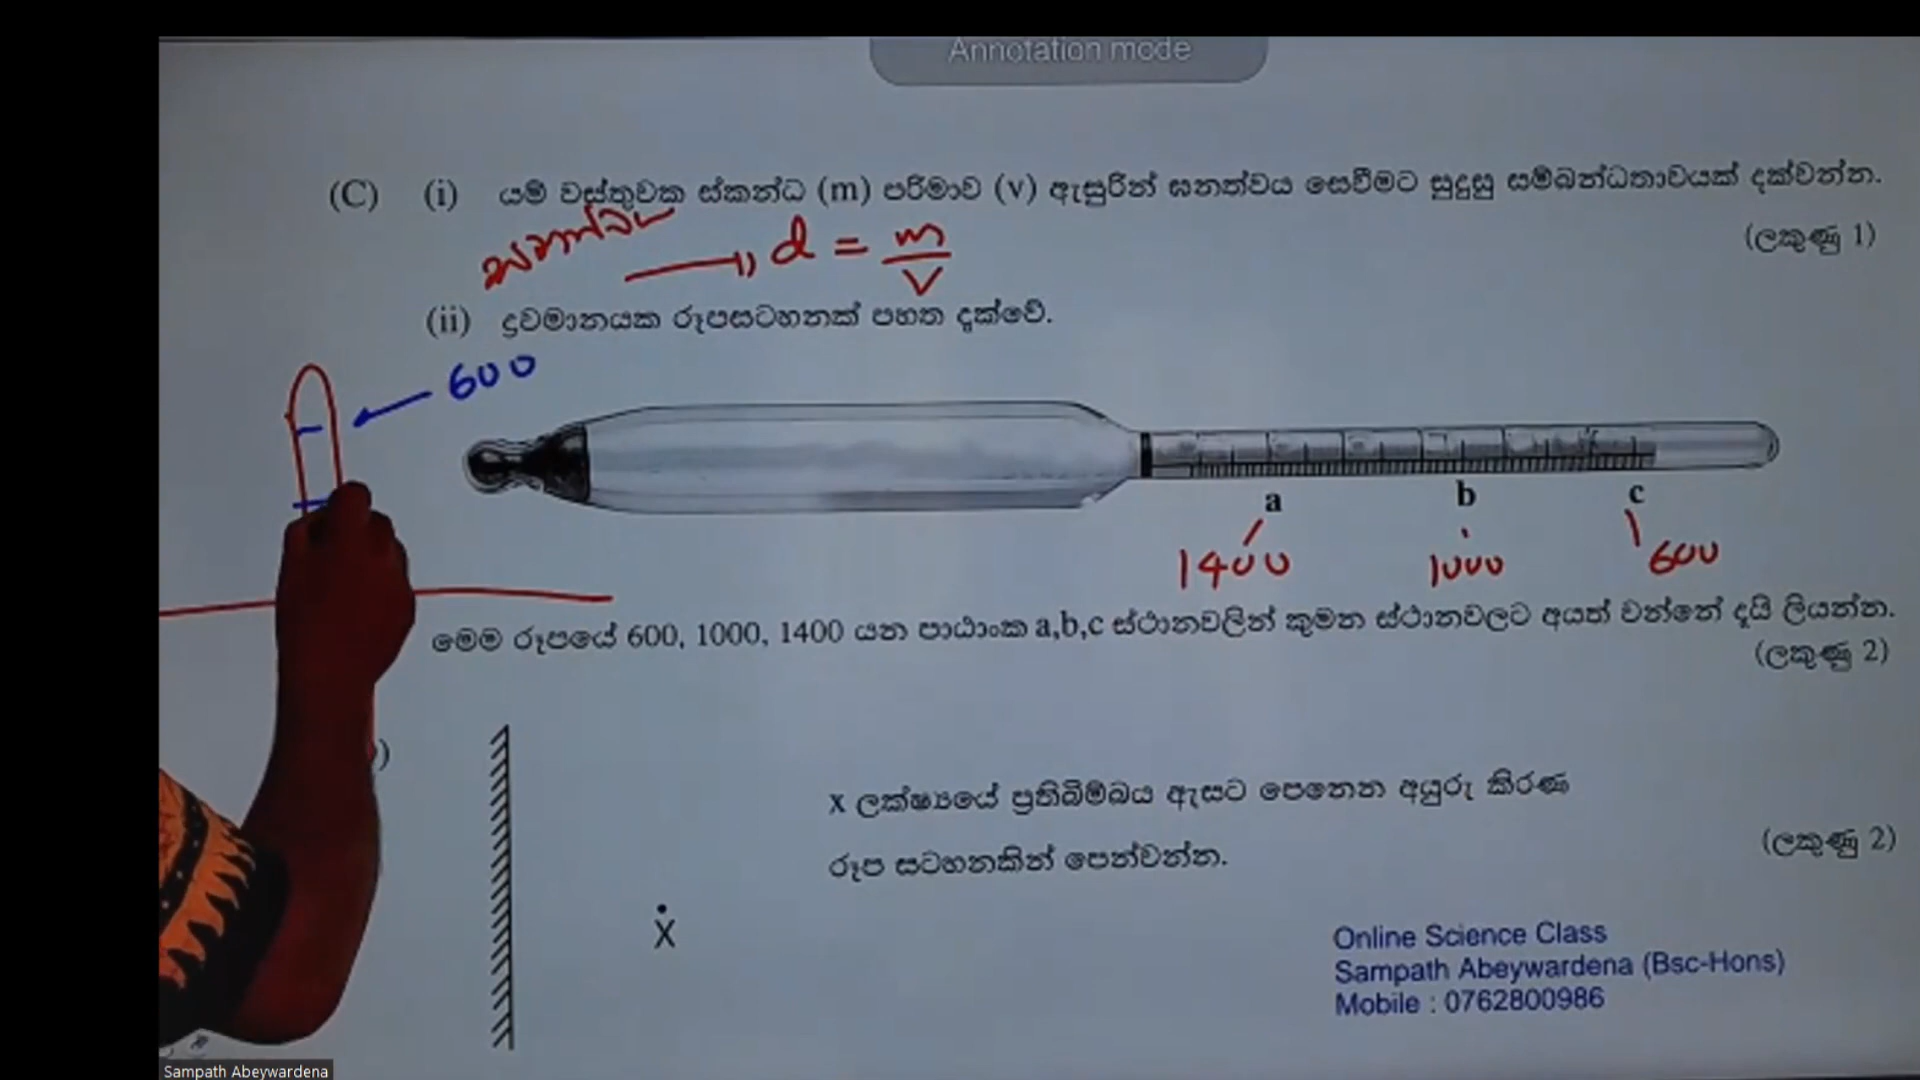 Annotation mode
(C) (i) යම් වස්තුවක ස්කන්ධ (m) පරිමාව (v) ඇසුරින් ඝනත්වය සෙවීමට සුදුසු සම්බන්ධතාවයක් දක්වන්න.
(ලකුණු 1)
d = m/v
(ii) ද්‍රවමානයක රූපසටහනක් පහත දැක්වේ.
600
a b c
1400 1000 600
මෙම රූපයේ 600, 1000, 1400 යන පාඨාංක a,b,c ස්ථානවලින් කුමන ස්ථානවලට අයත් වන්නේ දැයි ලියන්න.
(ලකුණු 2)
)
x ලක්ෂ්‍යයේ ප්‍රතිබිම්බය ඇසට පෙනෙන අයුරු කිරණ
රූප සටහනකින් පෙන්වන්න.
(ලකුණු 2)
X
Online Science Class
Sampath Abeywardena (Bsc-Hons)
Mobile : 0762800986
Sampath Abeywardena